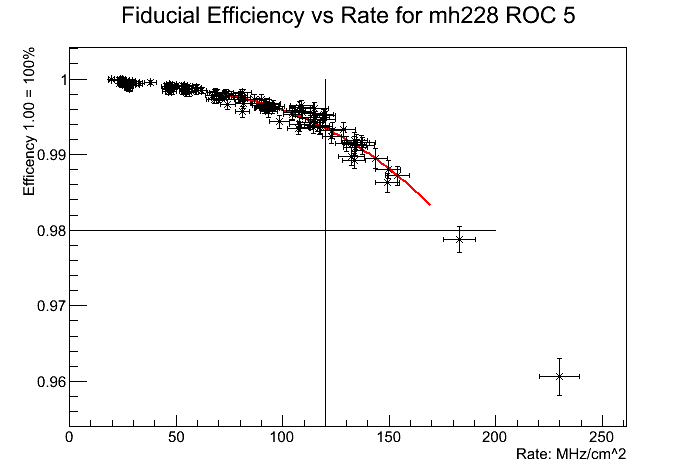 Fiducial Efficiency vs Rate for mh228 ROC 5
Efficency 1.00 = 100%
1
0.99
0.98
0.97
0.96
0 50 100 150 200 250
Rate: MHz/cm^2